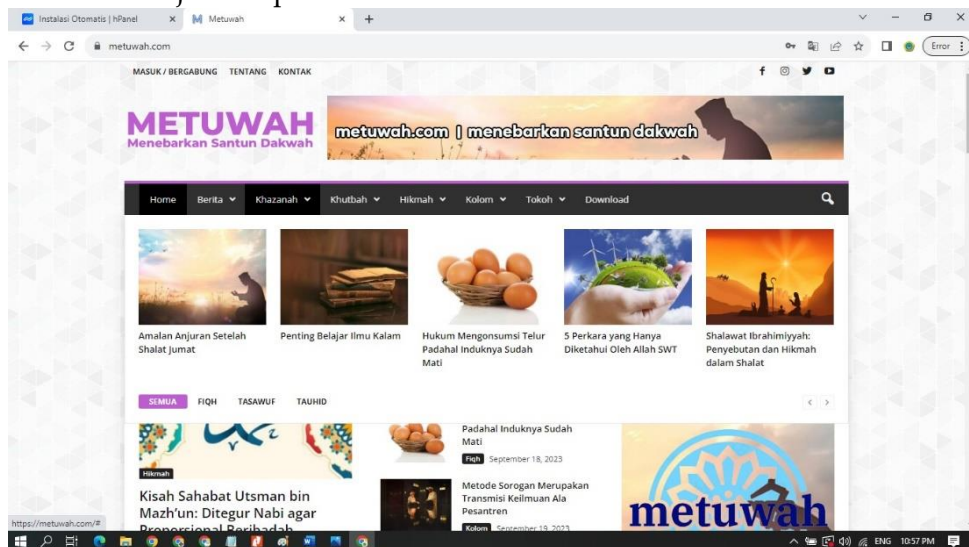 Instalasi Otomatis | hPanel
Metuwah
metuwah.com
Error
MASUK / BERGABUNG TENTANG KONTAK
METUWAH
Menebarkan Santun Dakwah
metuwah.com | menebarkan santun dakwah
Home Berita Khazanah Khutbah Hikmah Kolom Tokoh Download
Amalan Anjuran Setelah
Shalat Jumat
Penting Belajar Ilmu Kalam
Hukum Mengonsumsi Telur
Padahal Induknya Sudah
Mati
5 Perkara yang Hanya
Diketahui Oleh Allah SWT
Shalawat Ibrahimiyyah:
Penyebutan dan Hikmah
dalam Shalat
SEMUA FIQH TASAWUF TAUHID
Hikmah
Kisah Sahabat Utsman bin
Mazh'un: Ditegur Nabi agar
Proporsional Beribadah
Padahal Induknya Sudah
Mati
Fiqh September 18, 2023
Metode Sorogan Merupakan
Transmisi Keilmuan Ala
Pesantren
Kolom September 19, 2023
metuwah
https://metuwah.com/#
ENG 10:57 PM